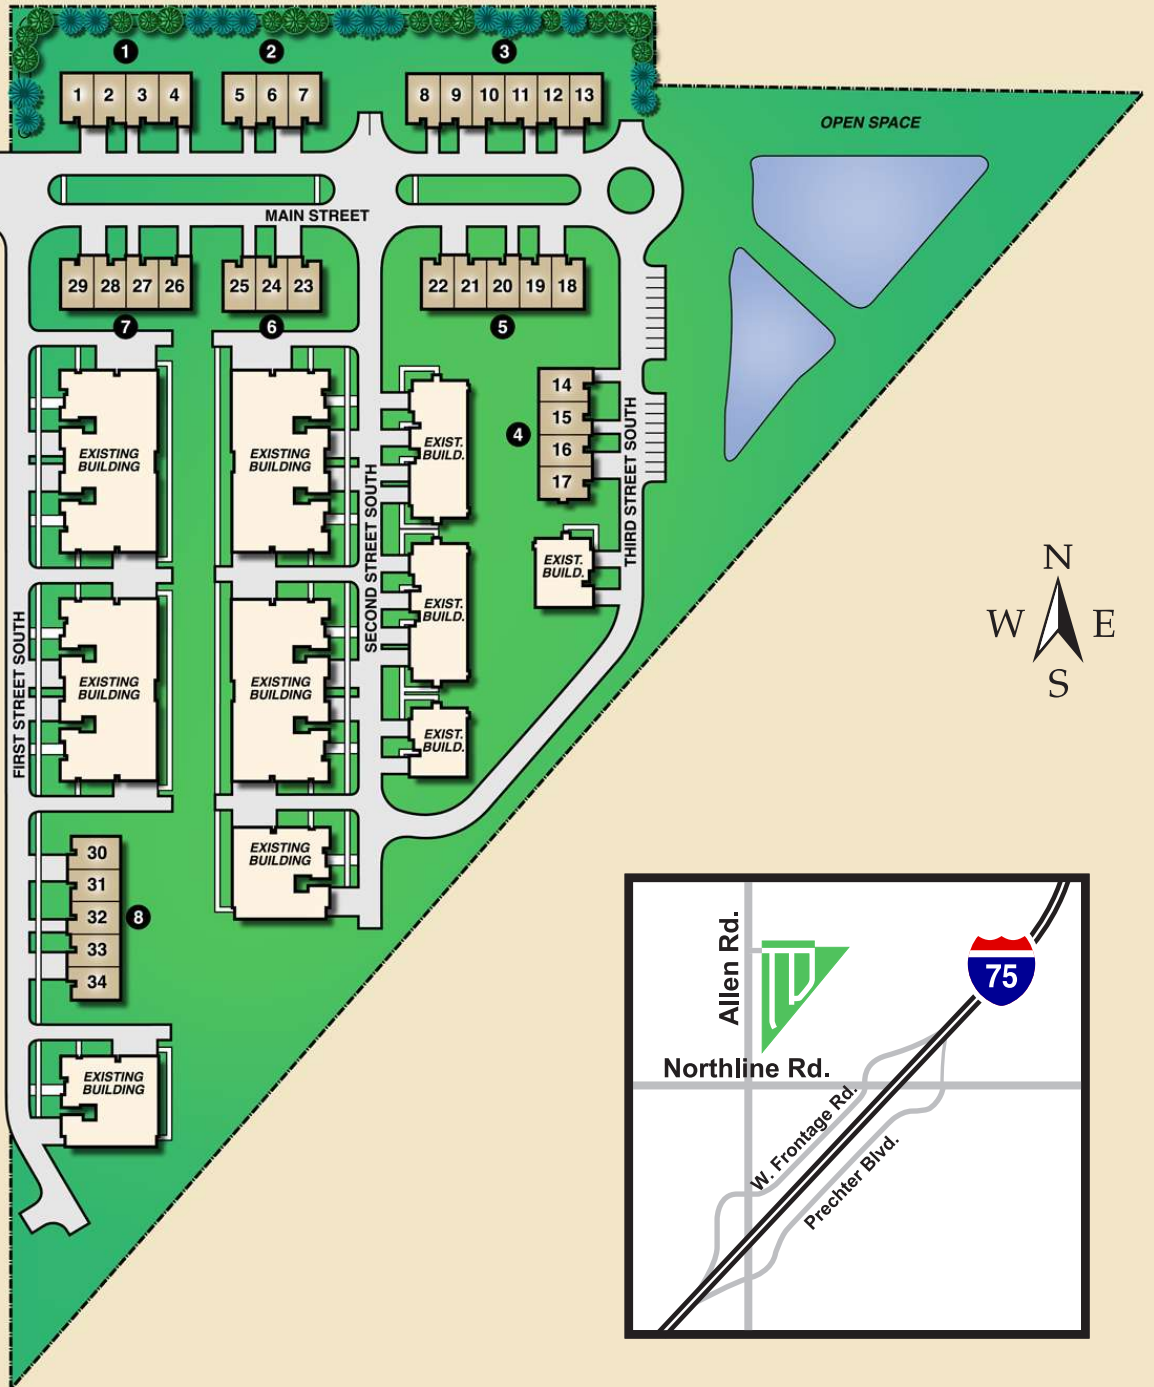 1
2
3
1 2 3 4
5 6 7
8 9 10 11 12 13
OPEN SPACE
MAIN STREET
29 28 27 26
25 24 23
22 21 20 19 18
7
6
5
14
15
16
17
4
EXISTING
BUILDING
EXISTING
BUILDING
EXIST.
BUILD.
SECOND STREET SOUTH
THIRD STREET SOUTH
EXIST.
BUILD.
EXIST.
BUILD.
FIRST STREET SOUTH
EXISTING
BUILDING
EXISTING
BUILDING
EXIST.
BUILD.
EXISTING
BUILDING
30
31
32
33
34
8
EXISTING
BUILDING
N
W E
S
Allen Rd.
75
Northline Rd.
W. Frontage Rd.
Prechter Blvd.